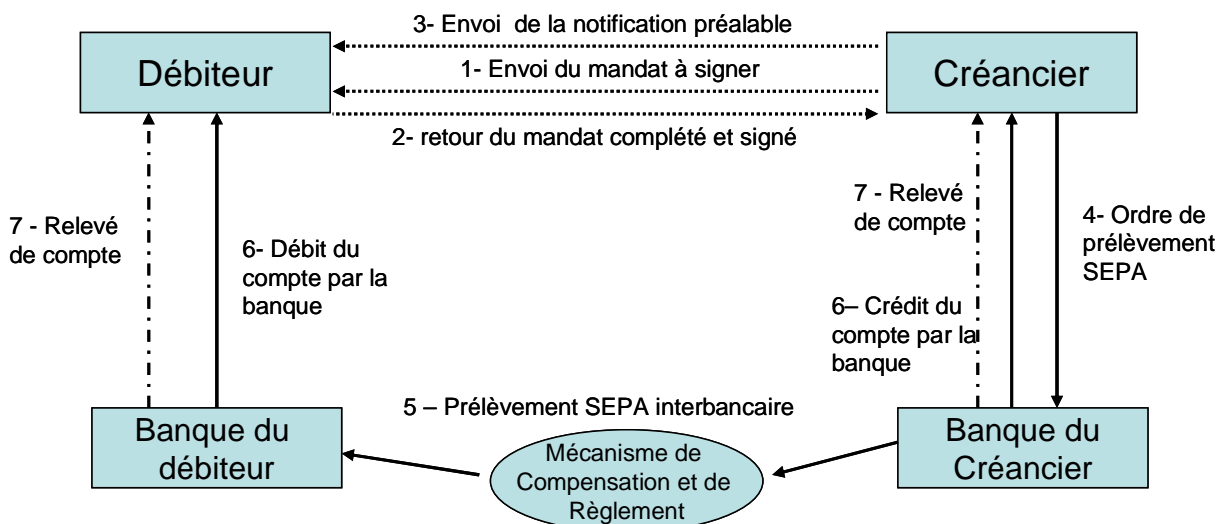 3- Envoi de la notification préalable
Débiteur
1- Envoi du mandat à signer
Créancier
2- retour du mandat complété et signé
7 - Relevé
de compte
6- Débit du
compte par la
banque
7 - Relevé
de compte
4- Ordre de
prélèvement
SEPA
6– Crédit du
compte par la
banque
5 – Prélèvement SEPA interbancaire
Banque du
débiteur
Mécanisme de
Compensation et de
Règlement
Banque du
Créancier